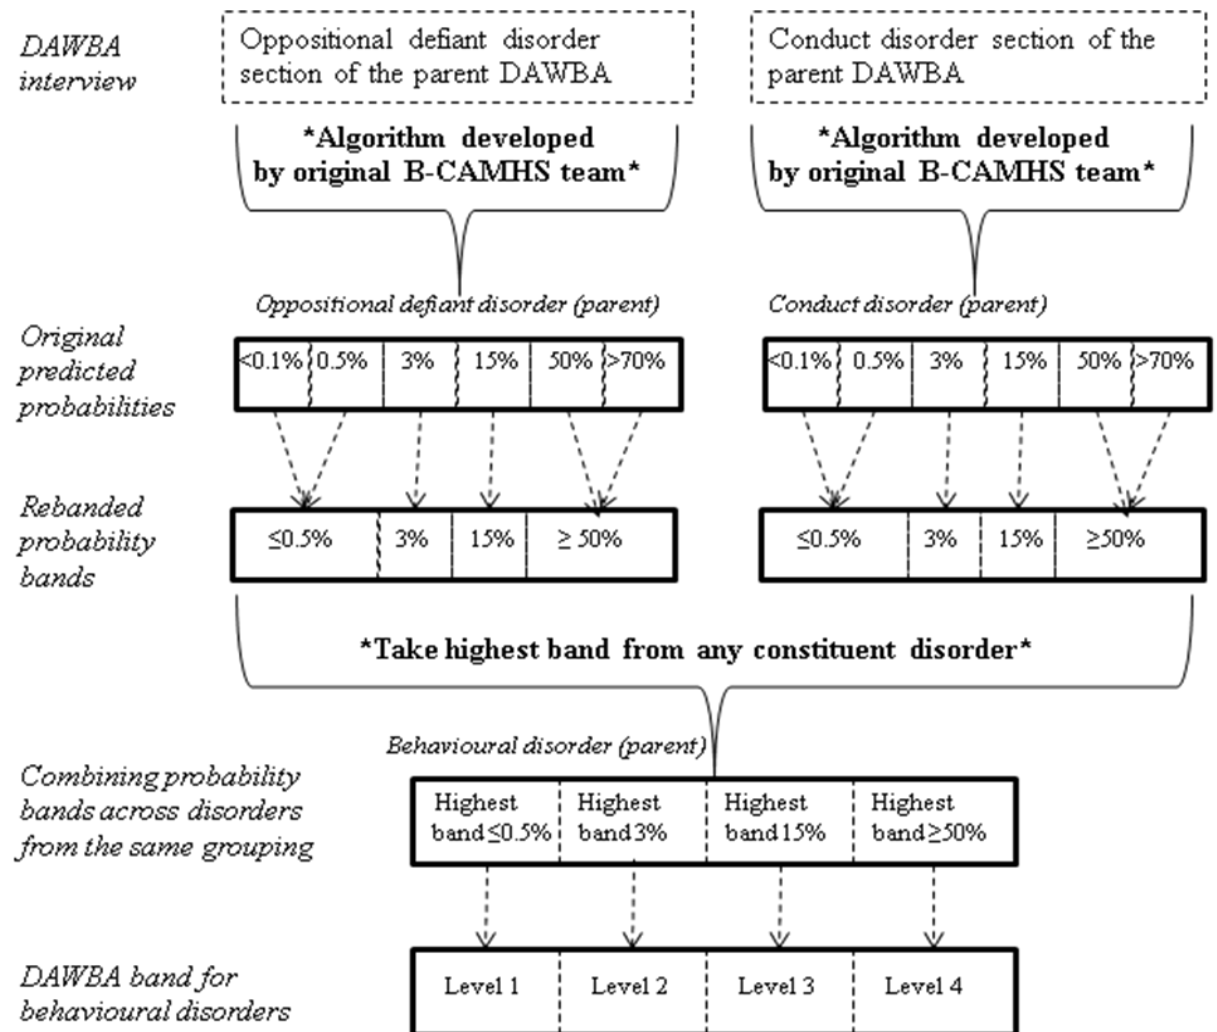 DAWBA
interview
Oppositional defiant disorder
section of the parent DAWBA
Conduct disorder section of the
parent DAWBA
*Algorithm developed
by original B-CAMHS team*
*Algorithm developed
by original B-CAMHS team*
Oppositional defiant disorder (parent)
Conduct disorder (parent)
Original
predicted
probabilities
<0.1% 0.5% 3% 15% 50% >70%
<0.1% 0.5% 3% 15% 50% >70%
Rebanded
probability
bands
≤0.5% 3% 15% ≥ 50%
≤0.5% 3% 15% ≥50%
*Take highest band from any constituent disorder*
Behavioural disorder (parent)
Combining probability
bands across disorders
from the same grouping
Highest
band ≤0.5%
Highest
band 3%
Highest
band 15%
Highest
band ≥50%
DAWBA band for
behavioural disorders
Level 1
Level 2
Level 3
Level 4